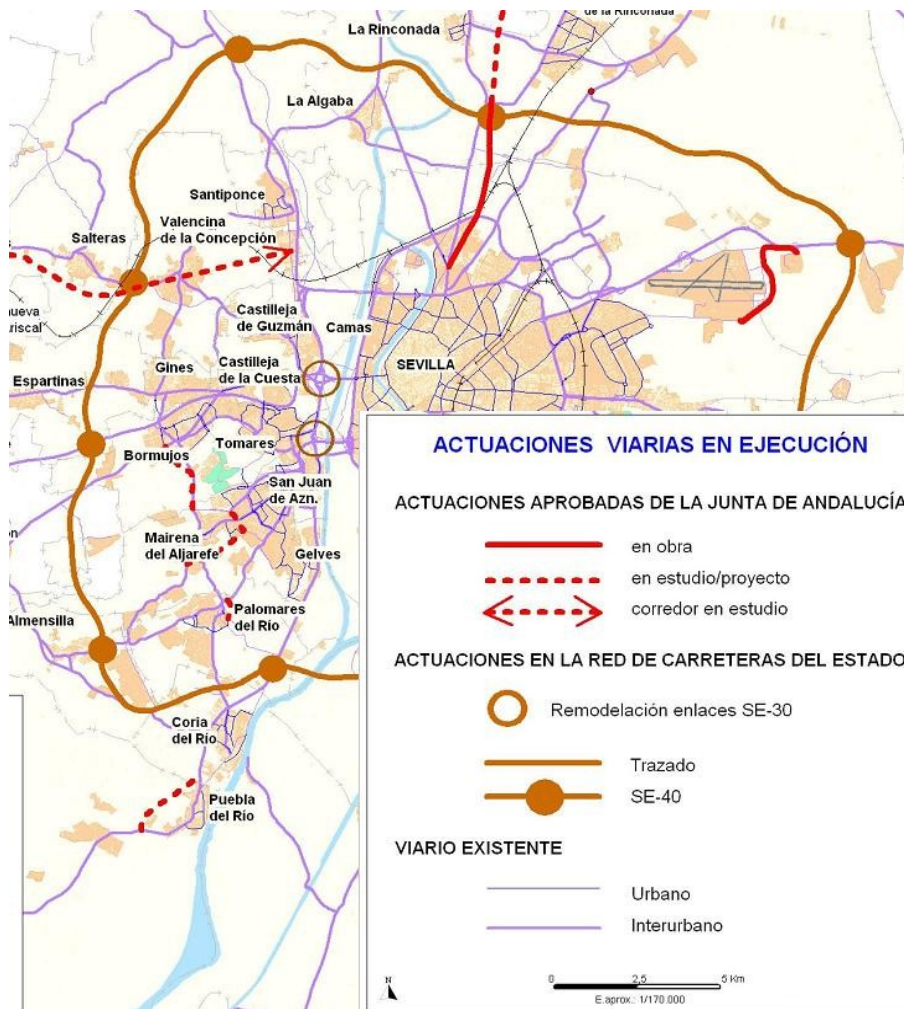 de la Rinconada
La Rinconada
La Algaba
Santiponce
Valencina
de la Concepción
Salteras
Castilleja
de Guzmán
Camas
Castilleja
de la Cuesta
SEVILLA
Gines
Espartinas
Tomares
Bormujos
San Juan
de Azn.
Mairena
del Aljarafe
Gelves
Palomares
del Río
Almensilla
Coria
del Río
Puebla
del Río
ACTUACIONES VIARIAS EN EJECUCIÓN
ACTUACIONES APROBADAS DE LA JUNTA DE ANDALUCÍA
en obra
en estudio/proyecto
corredor en estudio
ACTUACIONES EN LA RED DE CARRETERAS DEL ESTADO
Remodelación enlaces SE-30
Trazado
SE-40
VIARIO EXISTENTE
Urbano
Interurbano
N
0 2,5 5 Km
E.aprox.: 1/170.000